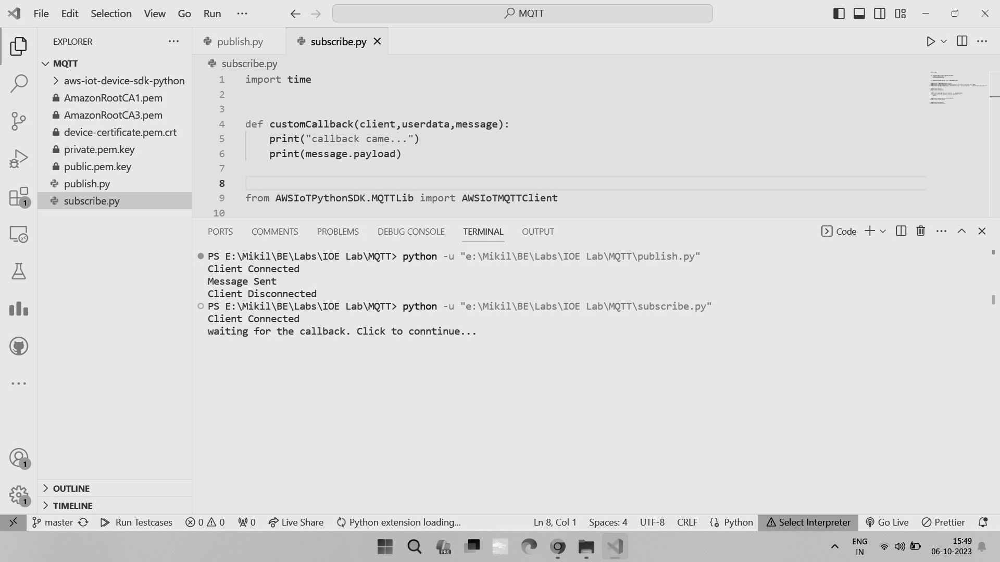 File Edit Selection View Go Run ...
MQTT
EXPLORER ...
MQTT
aws-iot-device-sdk-python
AmazonRootCA1.pem
AmazonRootCA3.pem
device-certificate.pem.crt
private.pem.key
public.pem.key
publish.py
subscribe.py
OUTLINE
TIMELINE
1
1
1
publish.py subscribe.py
subscribe.py
1 import time
2
3
4 def customCallback(client,userdata,message):
5 print("callback came...")
6 print(message.payload)
7
8
9 from AWSIoTPythonSDK.MQTTLib import AWSIoTMQTTClient
10
PORTS COMMENTS PROBLEMS DEBUG CONSOLE TERMINAL OUTPUT Code
PS E:\Mikil\BE\Labs\IOE Lab\MQTT> python -u "e:\Mikil\BE\Labs\IOE Lab\MQTT\publish.py"
Client Connected
Message Sent
Client Disconnected
PS E:\Mikil\BE\Labs\IOE Lab\MQTT> python -u "e:\Mikil\BE\Labs\IOE Lab\MQTT\subscribe.py"
Client Connected
waiting for the callback. Click to conntinue...
master Run Testcases 0 0 0 Live Share Python extension loading... Ln 8, Col 1 Spaces: 4 UTF-8 CRLF Python Select Interpreter Go Live Prettier
PRE
ENG
IN
15:49
06-10-2023